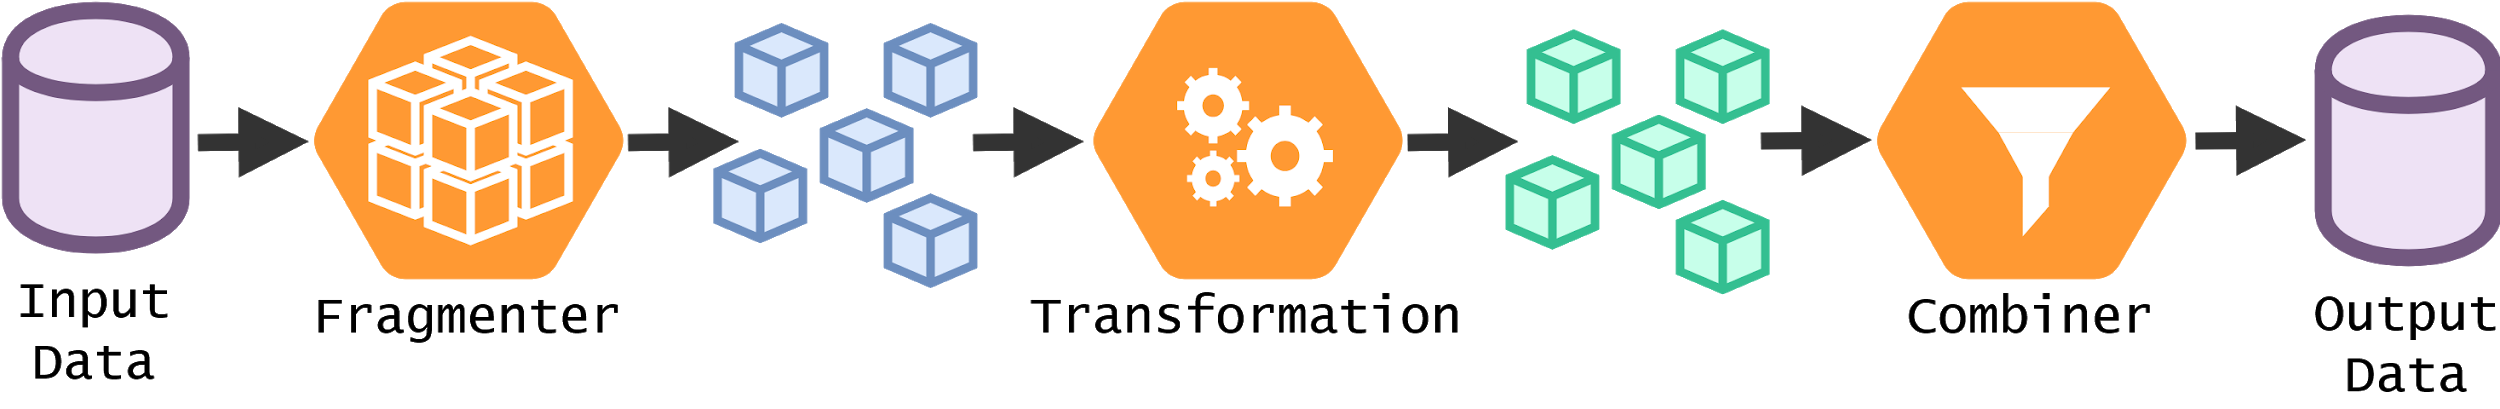 Input
Data
Fragmenter
Transformation
Combiner
Output
Data